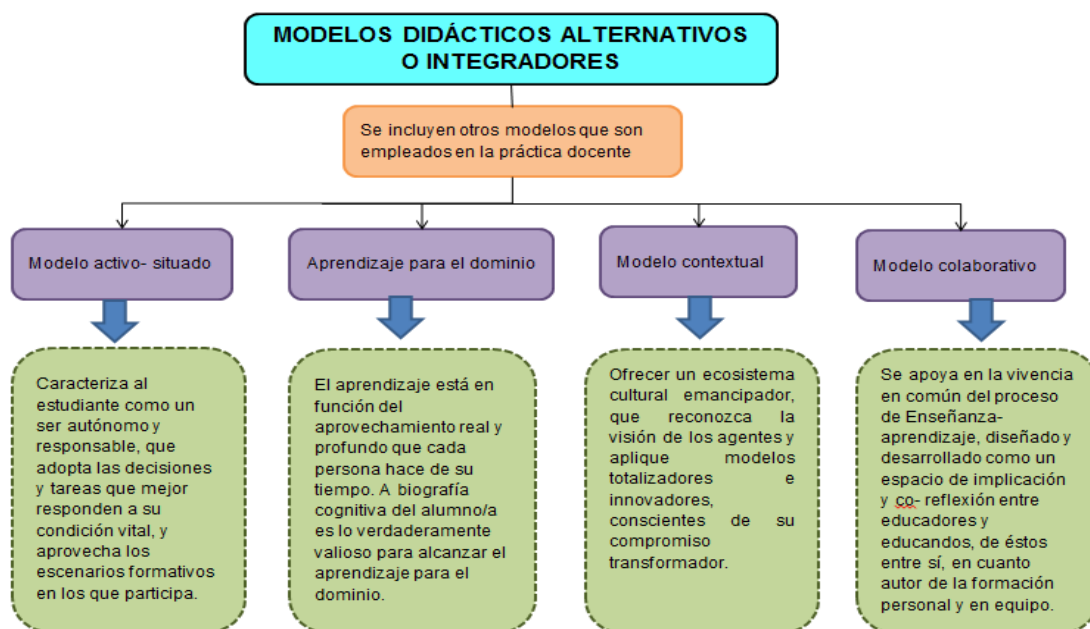 MODELOS DIDÁCTICOS ALTERNATIVOS
O INTEGRADORES
Se incluyen otros modelos que son
empleados en la práctica docente
Modelo activo- situado
Aprendizaje para el dominio
Modelo contextual
Modelo colaborativo
Caracteriza al
estudiante como un
ser autónomo y
responsable, que
adopta las decisiones
y tareas que mejor
responden a su
condición vital, y
aprovecha los
escenarios formativos
en los que participa.
El aprendizaje está en
función del
aprovechamiento real y
profundo que cada
persona hace de su
tiempo. A biografía
cognitiva del alumno/a
es lo verdaderamente
valioso para alcanzar el
aprendizaje para el
dominio.
Ofrecer un ecosistema
cultural emancipador,
que reconozca la
visión de los agentes y
aplique modelos
totalizadores e
innovadores,
conscientes de su
compromiso
transformador.
Se apoya en la vivencia
en común del proceso
de Enseñanza-
aprendizaje, diseñado y
desarrollado como un
espacio de implicación
y co- reflexión entre
educadores y
educandos, de éstos
entre sí, en cuanto
autor de la formación
personal y en equipo.